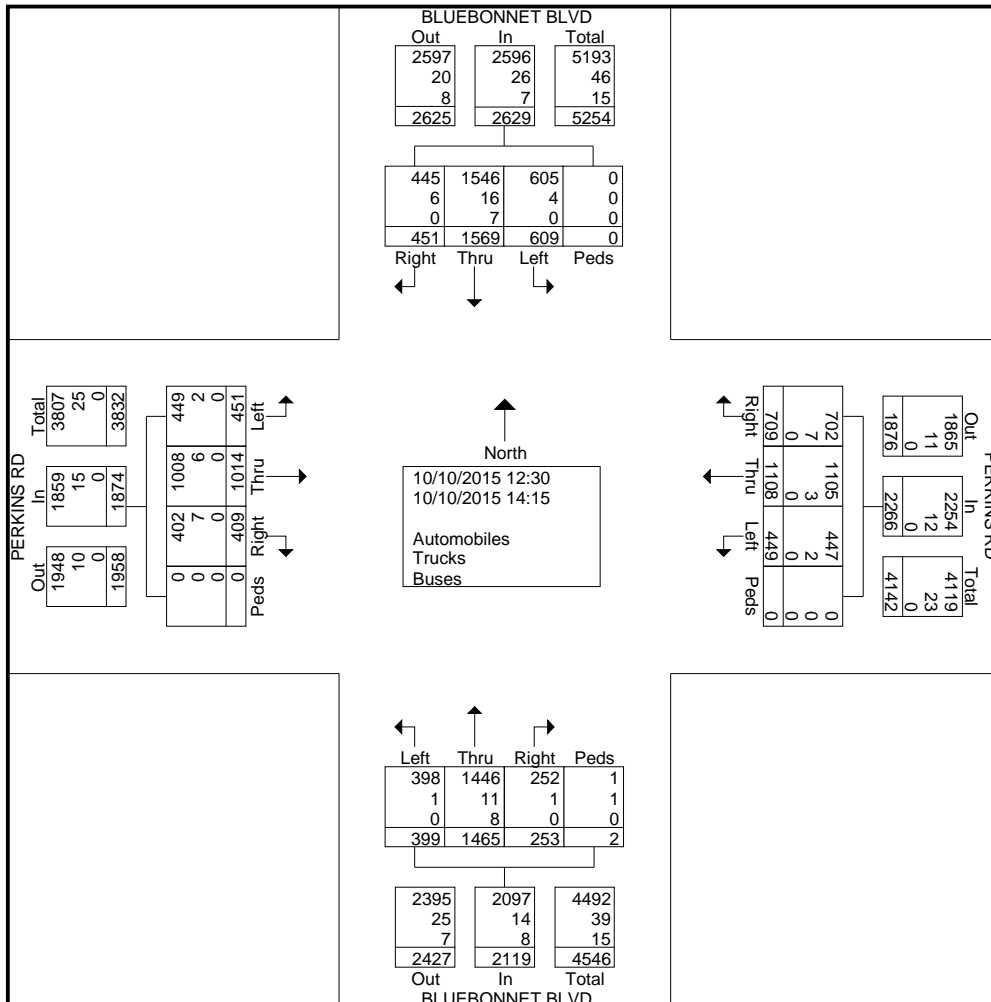 BLUEBONNET BLVD
Out In Total
2597 2596 5193
20 26 46
8 7 15
2625 2629 5254
445 1546 605 0
6 16 4 0
0 7 0 0
451 1569 609 0
Right Thru Left Peds
PERKINS RD
Total In Out
3807 1859 1948
25 15 10
0 0 0
3832 1874 1958
449 1008 402 0
2 6 7 0
0 0 0 0
451 1014 409 0
Left Thru Right Peds
North
10/10/2015 12:30
10/10/2015 14:15
Automobiles
Trucks
Buses
Right Thru Left Peds
702 1105 447 0
7 3 2 0
0 0 0 0
709 1108 449 0
PERKINS RD
Out In Total
1865 2254 4119
11 12 23
0 0 0
1876 2266 4142
Left Thru Right Peds
398 1446 252 1
1 11 1 1
0 8 0 0
399 1465 253 2
2395 2097 4492
25 14 39
7 8 15
2427 2119 4546
Out In Total
BLUEBONNET BLVD